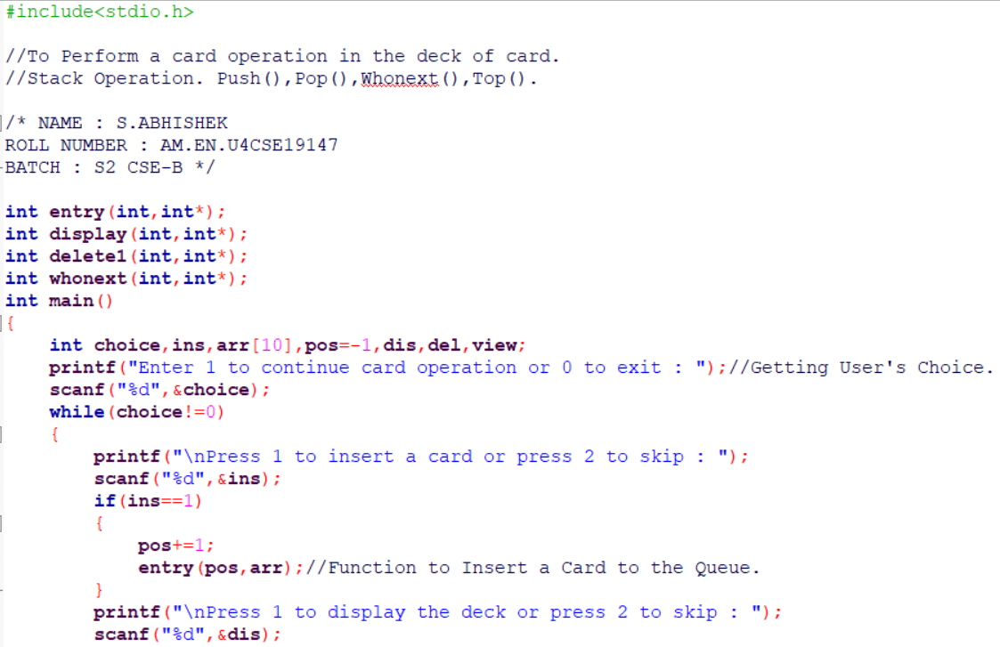 #include<stdio.h>
//To Perform a card operation in the deck of card.
//Stack Operation. Push(),Pop(),Whonext(),Top().
/* NAME : S.ABHISHEK
ROLL NUMBER : AM.EN.U4CSE19147
BATCH : S2 CSE-B */
int entry(int,int*);
int display(int,int*);
int delete1(int,int*);
int whonext(int,int*);
int main()
{
    int choice,ins,arr[10],pos=-1,dis,del,view;
    printf("Enter 1 to continue card operation or 0 to exit : ");//Getting User's Choice.
    scanf("%d",&choice);
    while(choice!=0)
    {
        printf("\nPress 1 to insert a card or press 2 to skip : ");
        scanf("%d",&ins);
        if(ins==1)
        {
            pos+=1;
            entry(pos,arr);//Function to Insert a Card to the Queue.
        }
        printf("\nPress 1 to display the deck or press 2 to skip : ");
        scanf("%d",&dis);